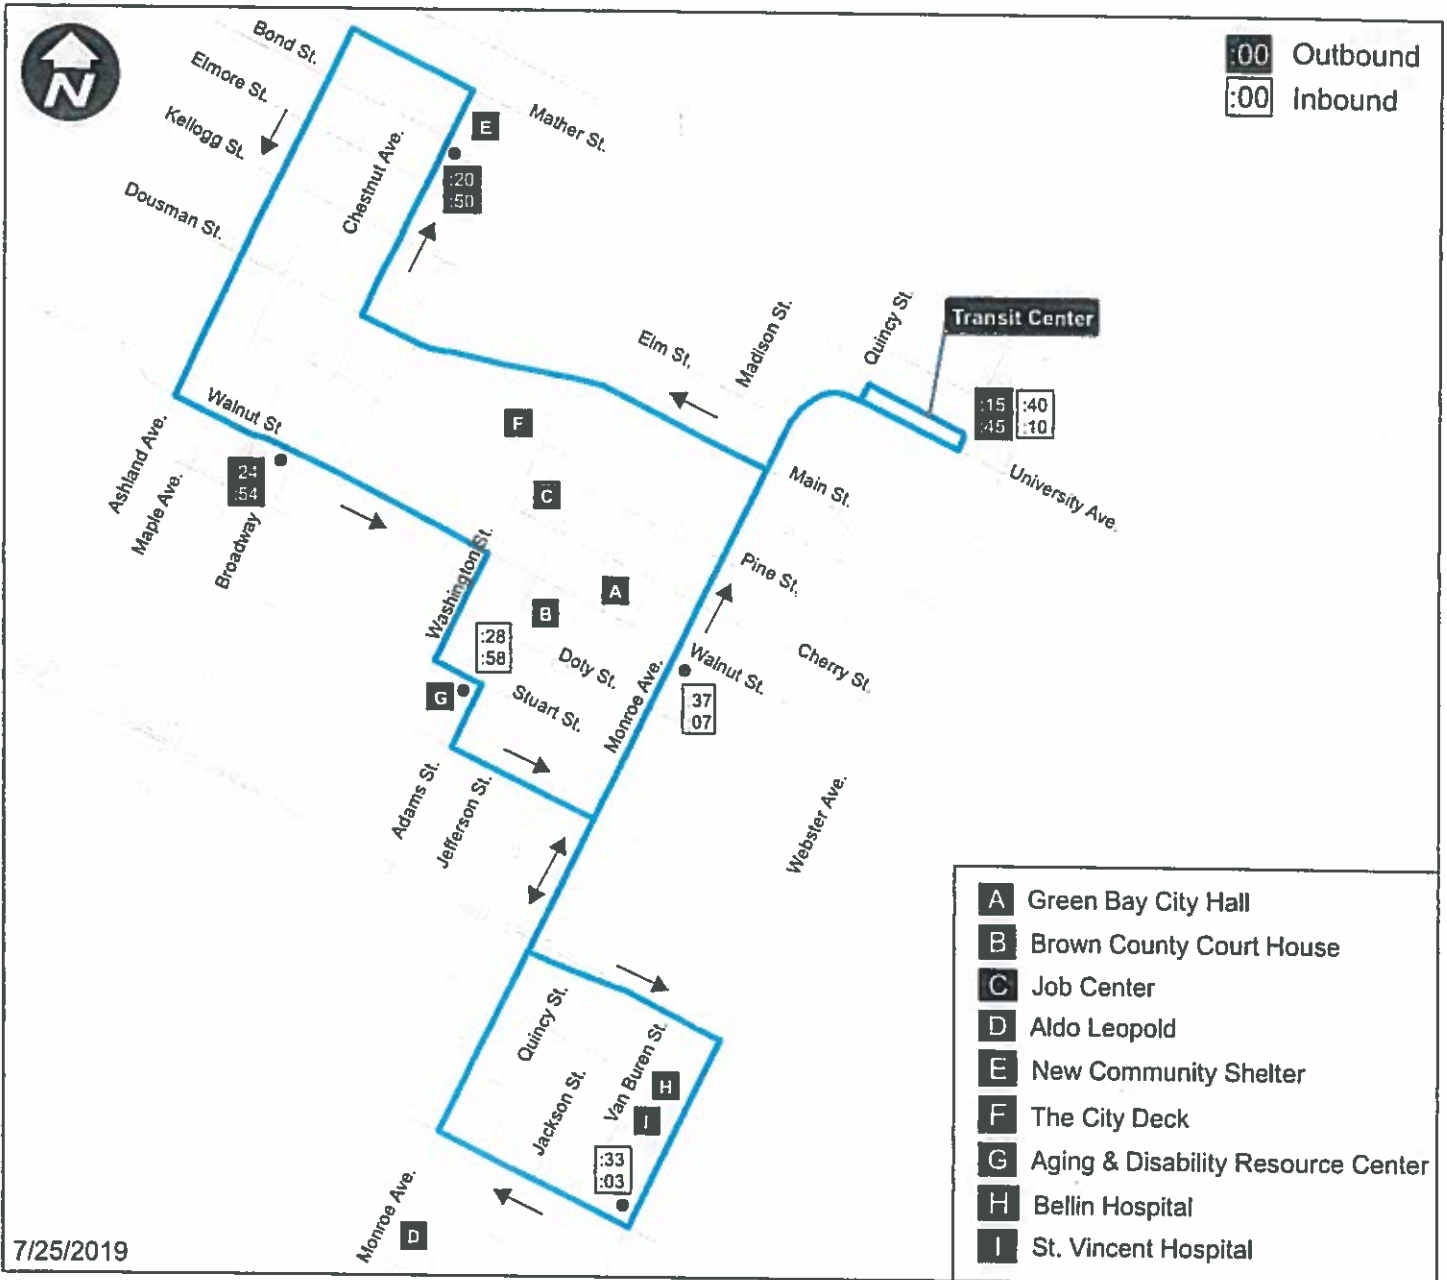 N
:00 Outbound
:00 Inbound
Bond St.
Elmore St.
Kellogg St.
Dousman St.
Chestnut Ave.
Mather St.
E
:20
:50
Elm St.
Madison St.
Quincy St.
Transit Center
:15
:45
:40
:10
University Ave.
Main St.
Walnut St
Ashland Ave.
Maple Ave.
Broadway
24
:54
F
C
A
B
Washington St.
:28
:58
G
Doty St.
Stuart St.
Pine St.
Cherry St.
Walnut St.
37
07
Monroe Ave.
Webster Ave.
Adams St.
Jefferson St.
Quincy St.
Jackson St.
Van Buren St.
H
I
:33
:03
Monroe Ave.
D
A Green Bay City Hall
B Brown County Court House
C Job Center
D Aldo Leopold
E New Community Shelter
F The City Deck
G Aging & Disability Resource Center
H Bellin Hospital
I St. Vincent Hospital
7/25/2019